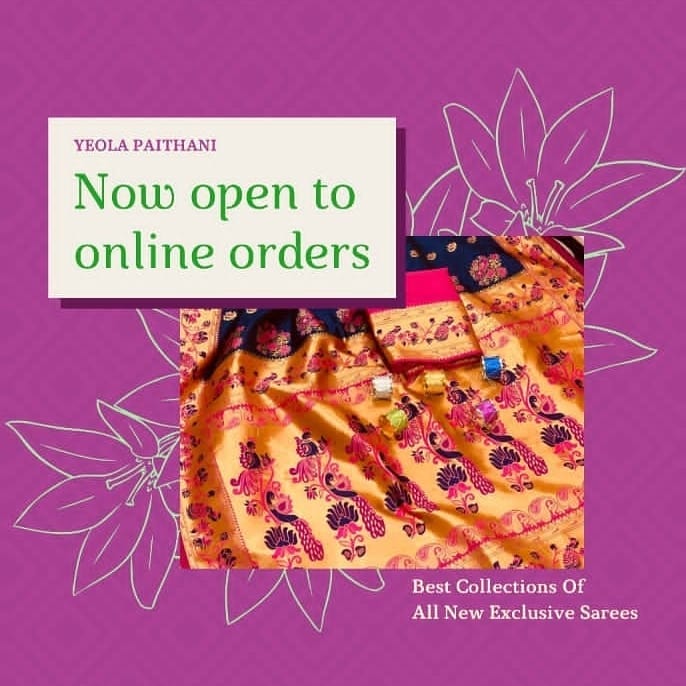 YEOLA PAITHANI
Now open to
online orders
Best Collections Of
All New Exclusive Sarees